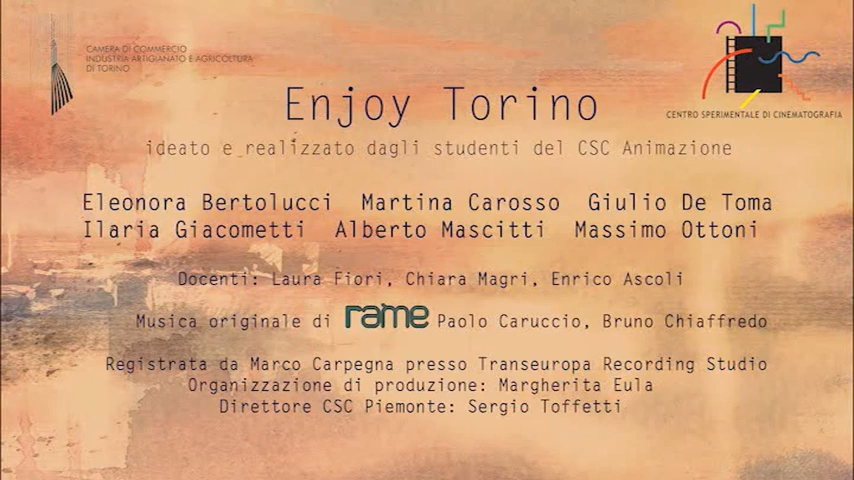 CAMERA DI COMMERCIO
INDUSTRIA ARTIGIANATO E AGRICOLTURA
DI TORINO
CENTRO SPERIMENTALE DI CINEMATOGRAFIA
Enjoy Torino
ideato e realizzato dagli studenti del CSC Animazione
Eleonora Bertolucci Martina Carosso Giulio De Toma
Ilaria Giacometti Alberto Mascitti Massimo Ottoni
Docenti: Laura Fiori, Chiara Magri, Enrico Ascoli
Musica originale di rame Paolo Caruccio, Bruno Chiaffredo
Registrata da Marco Carpegna presso Transeuropa Recording Studio
Organizzazione di produzione: Margherita Eula
Direttore CSC Piemonte: Sergio Toffetti